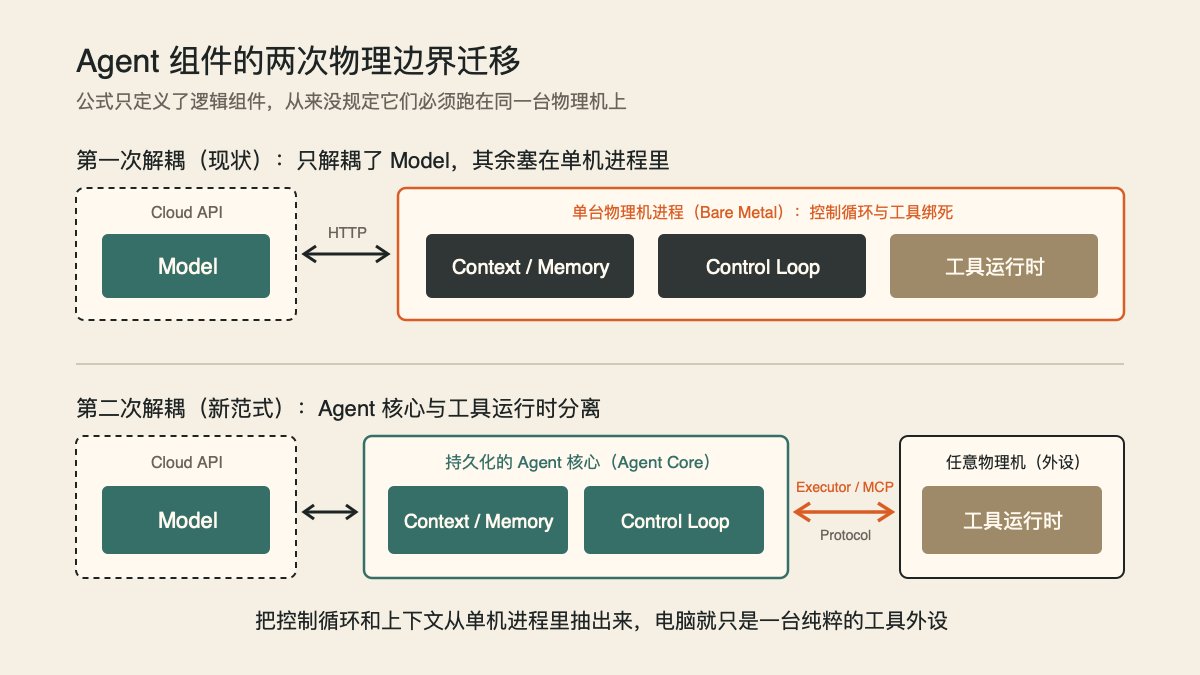 Agent 组件的两次物理边界迁移
公式只定义了逻辑组件，从来没规定它们必须跑在同一台物理机上
第一次解耦（现状）：只解耦了 Model，其余塞在单机进程里
Cloud API
Model
HTTP
单台物理机进程（Bare Metal）：控制循环与工具绑死
Context / Memory
Control Loop
工具运行时
第二次解耦（新范式）：Agent 核心与工具运行时分离
Cloud API
Model
持久化的 Agent 核心（Agent Core）
Context / Memory
Control Loop
Executor / MCP
Protocol
任意物理机（外设）
工具运行时
把控制循环和上下文从单机进程里抽出来，电脑就只是一台纯粹的工具外设